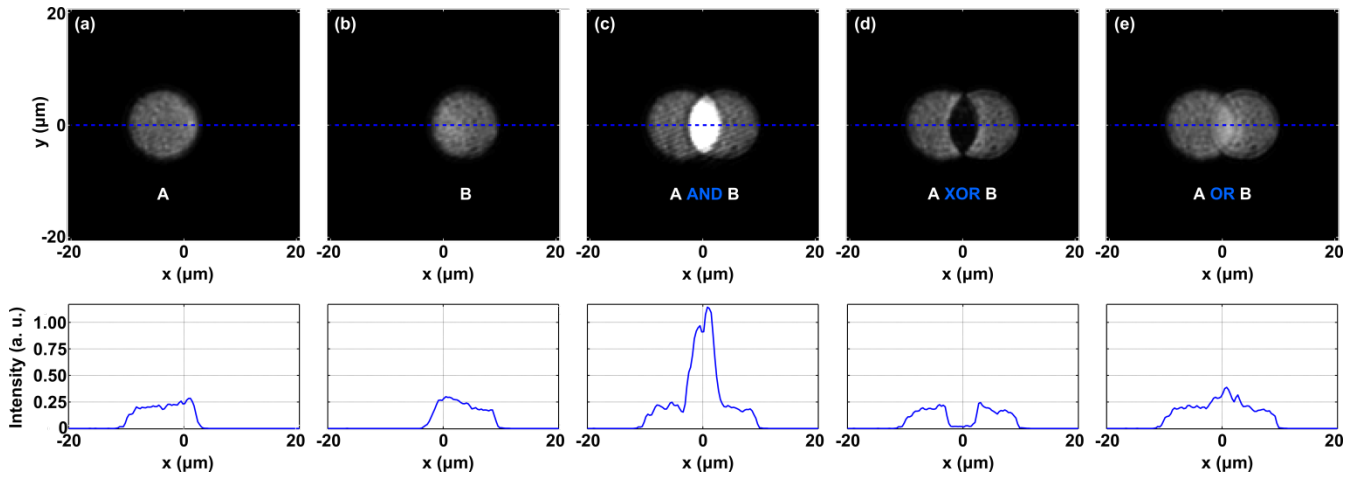 20 (a) (b) (c) (d) (e)
y (µm)
0
A B A AND B A XOR B A OR B
-20
-20 0 20 -20 0 20 -20 0 20 -20 0 20 -20 0 20
x (µm) x (µm) x (µm) x (µm) x (µm)
Intensity (a. u.)
1.00
0.75
0.50
0.25
0
-20 0 20 -20 0 20 -20 0 20 -20 0 20 -20 0 20
x (µm) x (µm) x (µm) x (µm) x (µm)